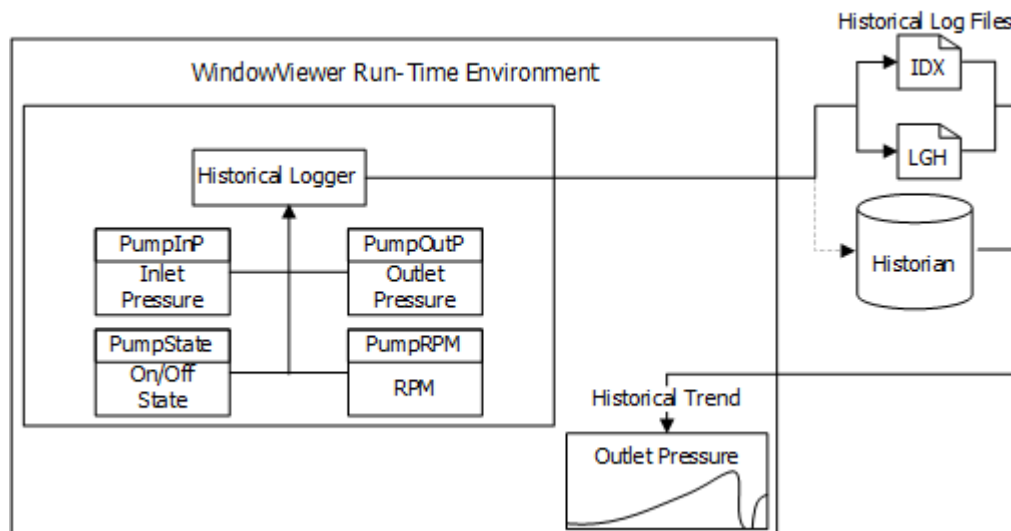 Historical Log Files
WindowViewer Run-Time Environment
IDX
LGH
Historical Logger
PumpInP
Inlet
Pressure
PumpOutP
Outlet
Pressure
Historian
PumpState
On/Off
State
PumpRPM
RPM
Historical Trend
Outlet Pressure